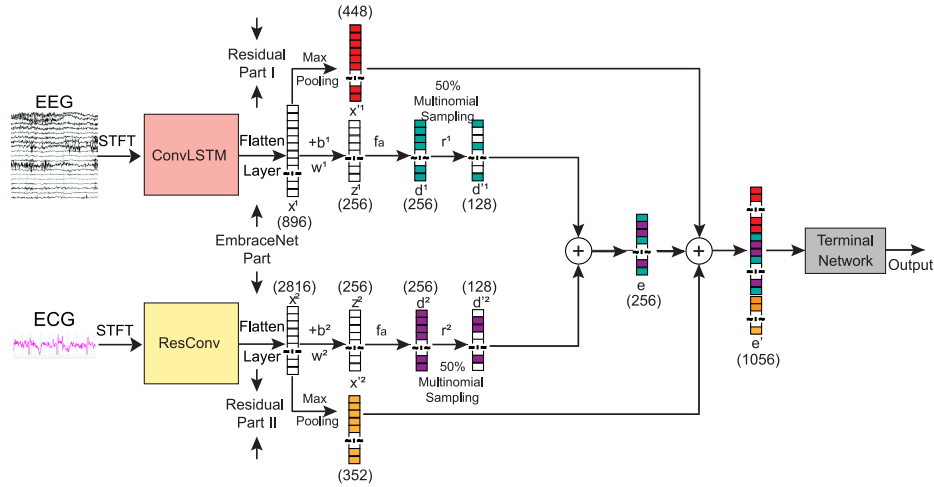 (448)
Residual
Part I
Max
Pooling
x'¹
50%
Multinomial
Sampling
EEG
STFT
ConvLSTM
Flatten
Layer
x¹
(896)
+b¹
w¹
z¹
(256)
fa
d¹
(256)
r¹
d'¹
(128)
EmbraceNet
Part
+
e
(256)
+
e'
(1056)
Terminal
Network
Output
ECG
STFT
ResConv
Flatten
Layer
(2816)
x²
+b²
w²
(256)
z²
fa
(256)
d²
r²
(128)
d'²
50%
Multinomial
Sampling
Residual
Part II
Max
Pooling
x'²
(352)